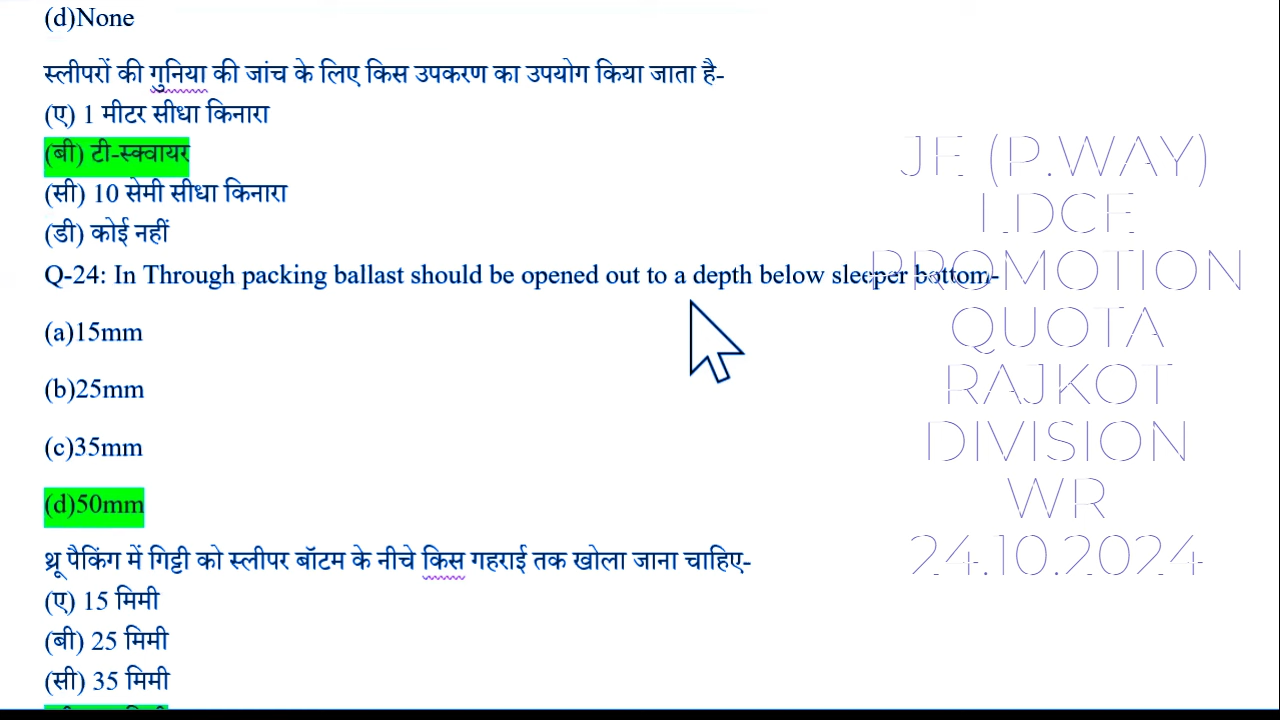 (d)None
स्लीपरों की गुनिया की जांच के लिए किस उपकरण का उपयोग किया जाता है-
(ए) 1 मीटर सीधा किनारा
(बी) टी-स्क्वायर
(सी) 10 सेमी सीधा किनारा
(डी) कोई नहीं
Q-24: In Through packing ballast should be opened out to a depth below sleeper bottom-
(a)15mm
(b)25mm
(c)35mm
(d)50mm
थ्रू पैकिंग में गिट्टी को स्लीपर बॉटम के नीचे किस गहराई तक खोला जाना चाहिए-
(ए) 15 मिमी
(बी) 25 मिमी
(सी) 35 मिमी
JE (P.WAY)
LDCE
PROMOTION
QUOTA
RAJKOT
DIVISION
WR
24.10.2024